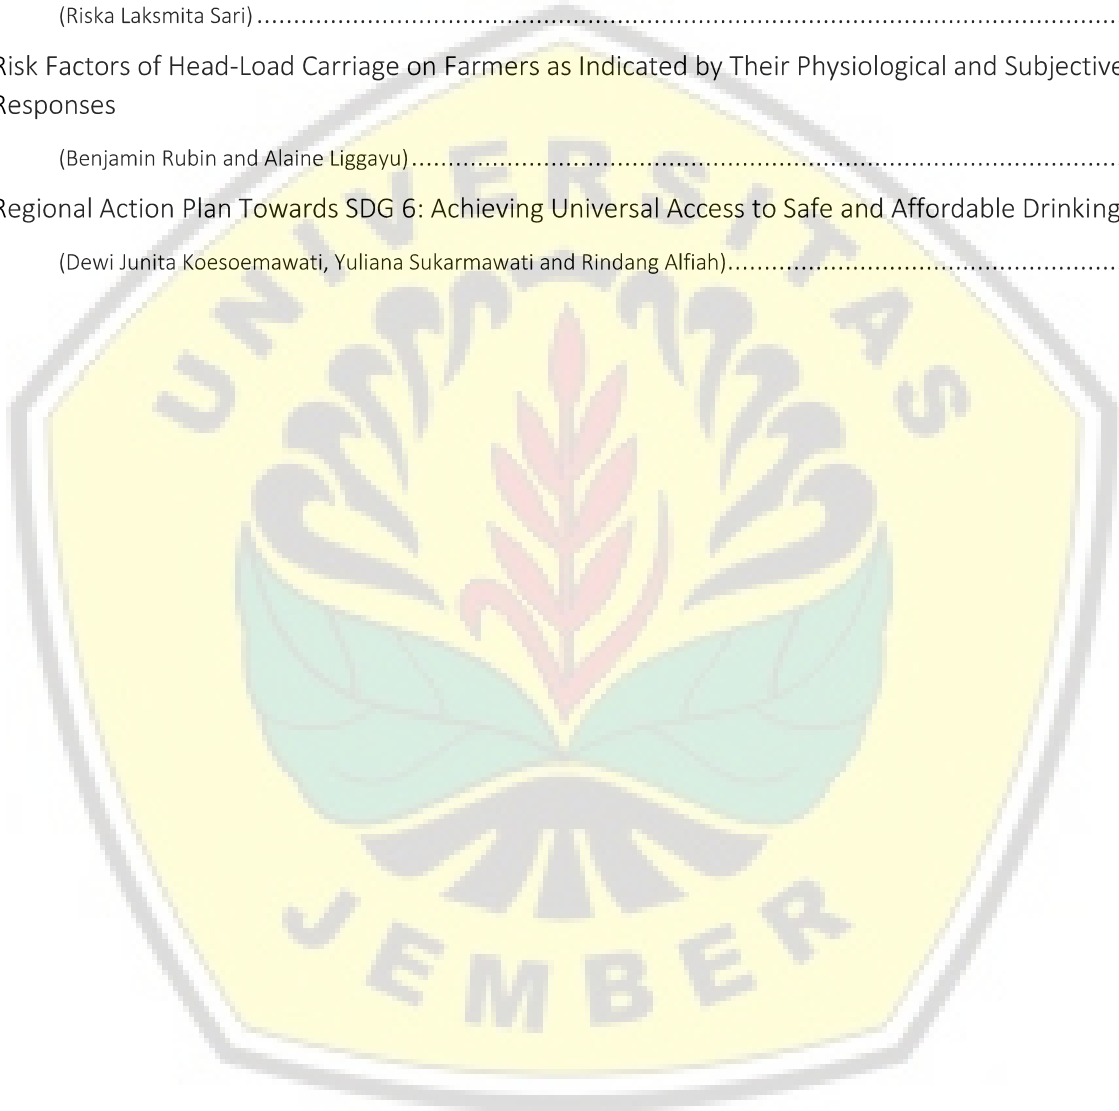 (Riska Laksmita Sari)................................................................................................................
Risk Factors of Head-Load Carriage on Farmers as Indicated by Their Physiological and Subjective
Responses
(Benjamin Rubin and Alaine Liggayu)..........................................................................................
Regional Action Plan Towards SDG 6: Achieving Universal Access to Safe and Affordable Drinking
(Dewi Junita Koesoemawati, Yuliana Sukarmawati and Rindang Alfiah).....................................................
UNIVERSITAS
JEMBER